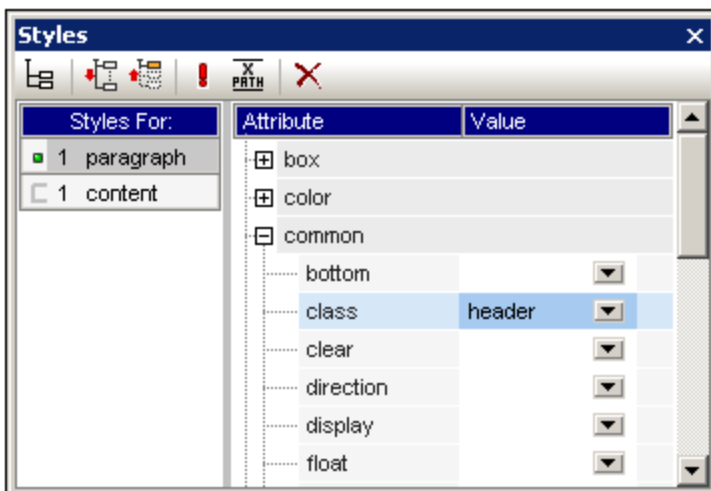 Styles
X
PATH
Styles For:
Attribute Value
1 paragraph
1 content
box
color
common
bottom
class header
clear
direction
display
float